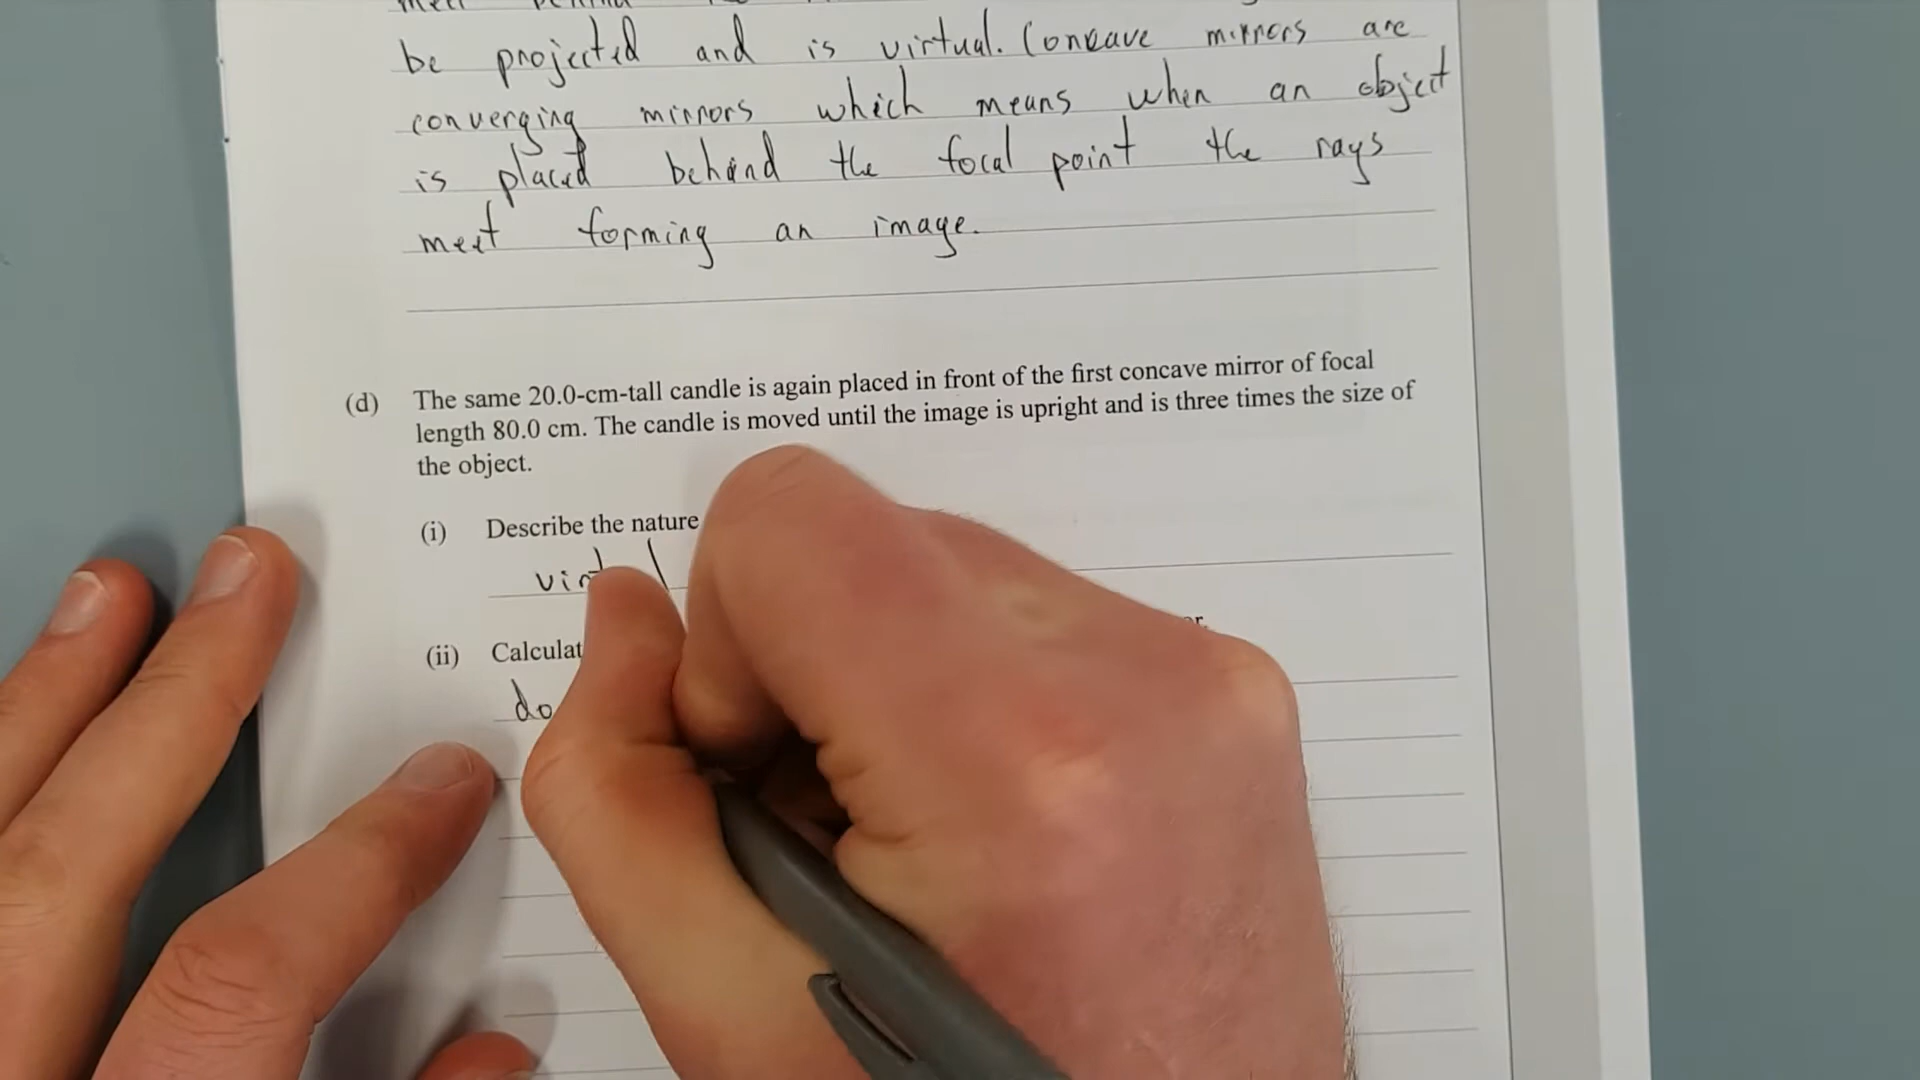 be projected and is virtual. Concave mirrors are
converging mirrors which means when an object
is placed behind the focal point the rays
meet forming an image.
(d) The same 20.0-cm-tall candle is again placed in front of the first concave mirror of focal
length 80.0 cm. The candle is moved until the image is upright and is three times the size of
the object.
(i) Describe the nature
(ii) Calculat
do